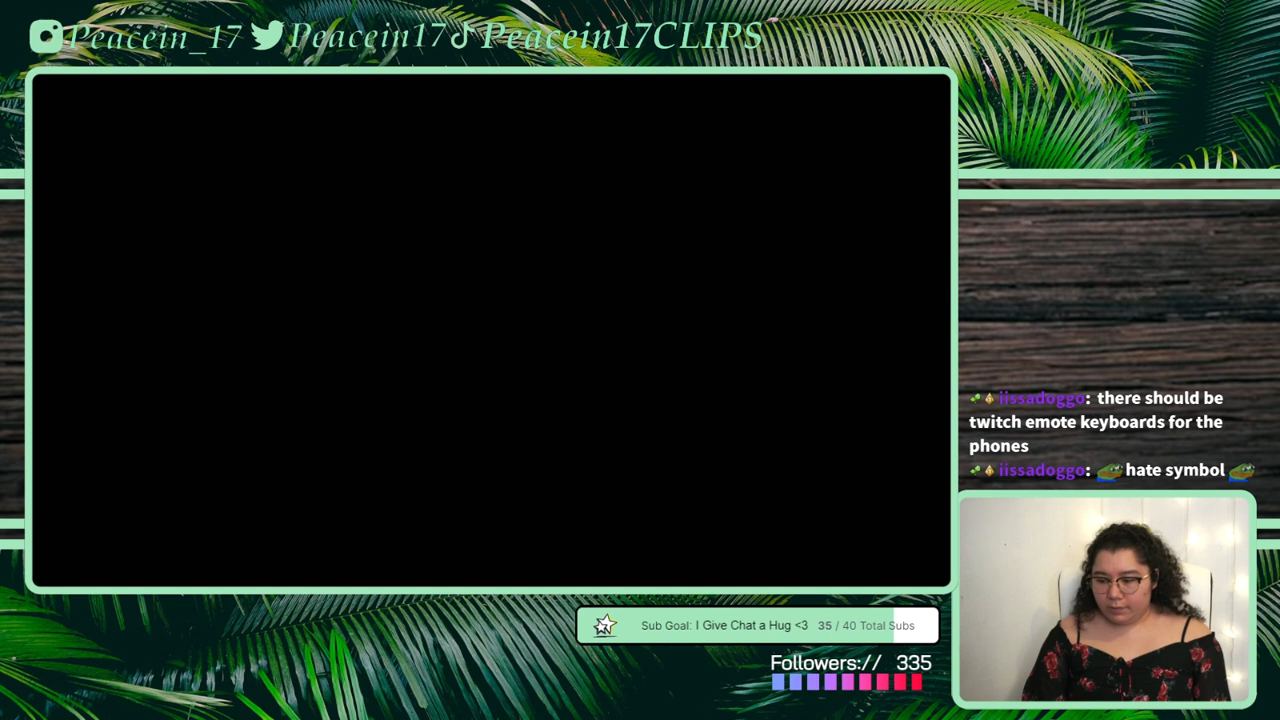 Peacein_17 Peacein17 Peacein17CLIPS
iissadoggo: there should be
twitch emote keyboards for the
phones
iissadoggo: hate symbol
Sub Goal: I Give Chat a Hug <3 35 / 40 Total Subs
Followers:// 335